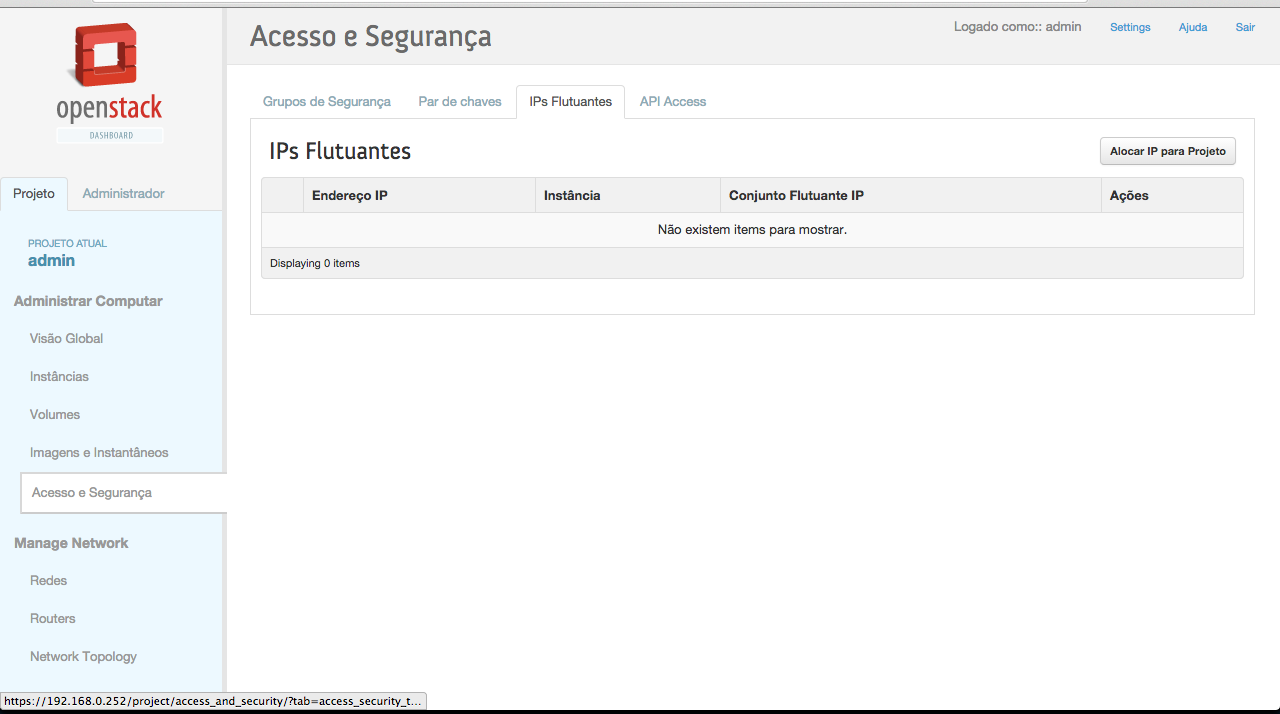 openstack
DASHBOARD
Acesso e Segurança
Logado como:: admin Settings Ajuda Sair
Grupos de Segurança Par de chaves IPs Flutuantes API Access
IPs Flutuantes
Alocar IP para Projeto
Endereço IP Instância Conjunto Flutuante IP Ações
Não existem items para mostrar.
Displaying 0 items
Projeto Administrador
PROJETO ATUAL
admin
Administrar Computar
Visão Global
Instâncias
Volumes
Imagens e Instantâneos
Acesso e Segurança
Manage Network
Redes
Routers
Network Topology
https://192.168.0.252/project/access_and_security/?tab=access_security_t...